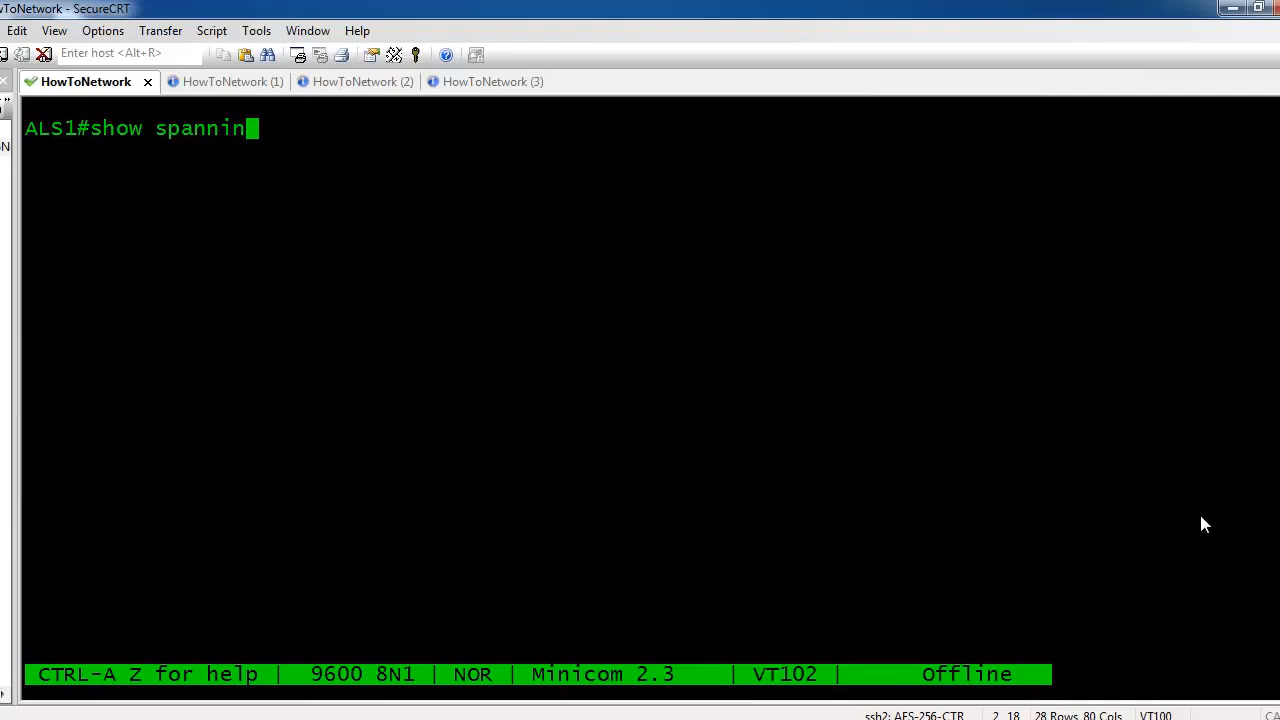 wToNetwork - SecureCRT
Edit View Options Transfer Script Tools Window Help
Enter host <Alt+R>
HowToNetwork HowToNetwork (1) HowToNetwork (2) HowToNetwork (3)
ALS1#show spannin
CTRL-A Z for help | 9600 8N1 | NOR | Minicom 2.3 | VT102 | Offline
ssh2: AES-256-CTR 2, 18 28 Rows, 80 Cols VT100 CA